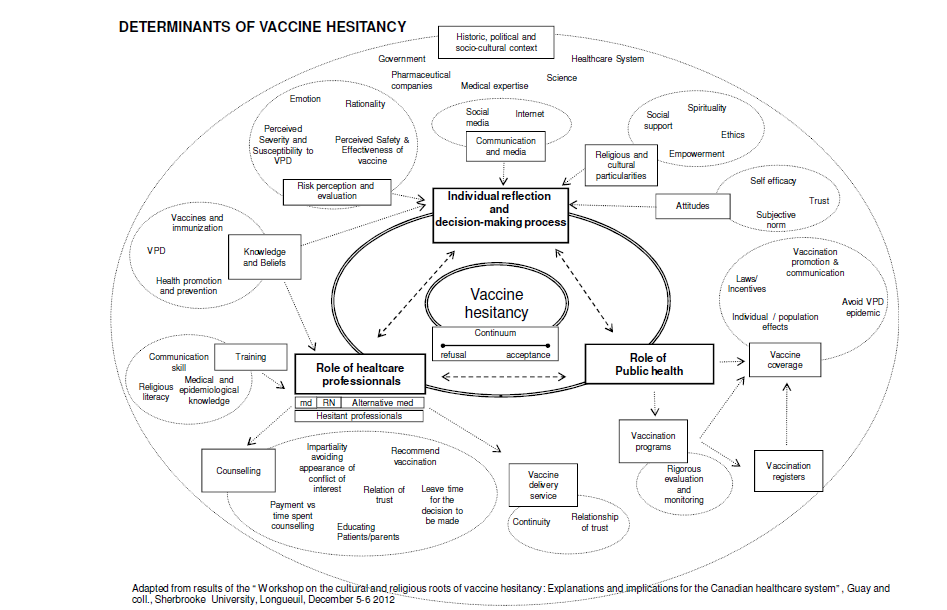 DETERMINANTS OF VACCINE HESITANCY
Historic, political and
socio-cultural context
Government
Healthcare System
Pharmaceutical
companies
Medical expertise
Science
Emotion
Rationality
Perceived
Severity and
Susceptibility to
VPD
Perceived Safety &
Effectiveness of
vaccine
Risk perception and
evaluation
Social
media
Internet
Communication
and media
Social
support
Spirituality
Ethics
Empowerment
Religious and
cultural
particularities
Self efficacy
Trust
Subjective
norm
Attitudes
Individual reflection
and
decision-making process
Vaccines and
immunization
VPD
Health promotion
and prevention
Knowledge
and Beliefs
Vaccine
hesitancy
Continuum
refusal
acceptance
Vaccination
promotion &
communication
Laws/
Incentives
Avoid VPD
epidemic
Individual / population
effects
Vaccine
coverage
Communication
skill
Religious
literacy
Medical and
epidemiological
knowledge
Training
Role of healtcare
professionnals
md
RN
Alternative med
Hesitant professionals
Role of
Public health
Counselling
Impartiality
avoiding
appearance of
conflict of
interest
Recommend
vaccination
Relation of
trust
Leave time
for the
decision to
be made
Payment vs
time spent
counselling
Educating
Patients/parents
Vaccine
delivery
service
Continuity
Relationship
of trust
Vaccination
programs
Rigorous
evaluation
and
monitoring
Vaccination
registers
Adapted from results of the “ Workshop on the cultural and religious roots of vaccine hesitancy: Explanations and implications for the Canadian healthcare system” , Guay and
coll., Sherbrooke University, Longueuil, December 5-6 2012